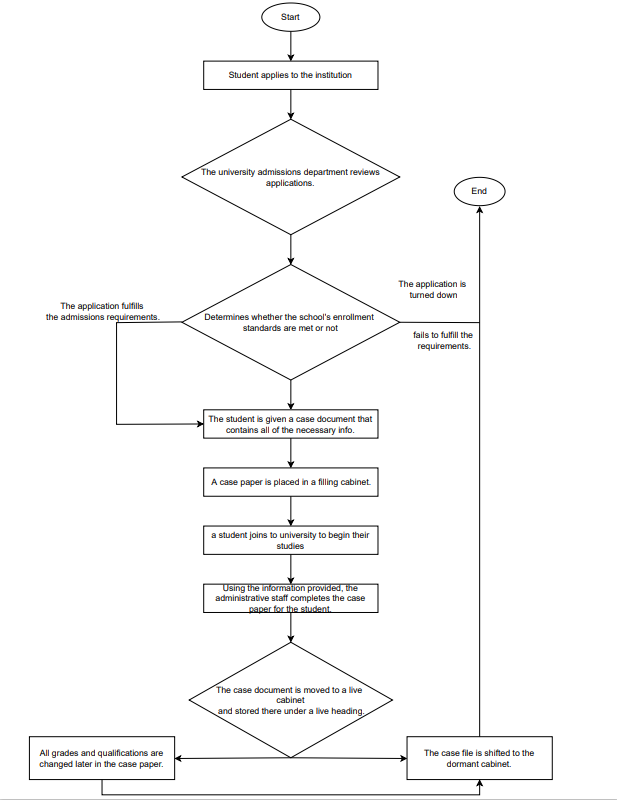 Start
Student applies to the institution
The university admissions department reviews
applications.
End
The application is
turned down
The application fulfills
the admissions requirements.
Determines whether the school's enrollment
standards are met or not
fails to fulfill the
requirements.
The student is given a case document that
contains all of the necessary info.
A case paper is placed in a filling cabinet.
a student joins to university to begin their
studies
Using the information provided, the
administrative staff completes the case
paper for the student.
The case document is moved to a live
cabinet
and stored there under a live heading.
All grades and qualifications are
changed later in the case paper.
The case file is shifted to the
dormant cabinet.